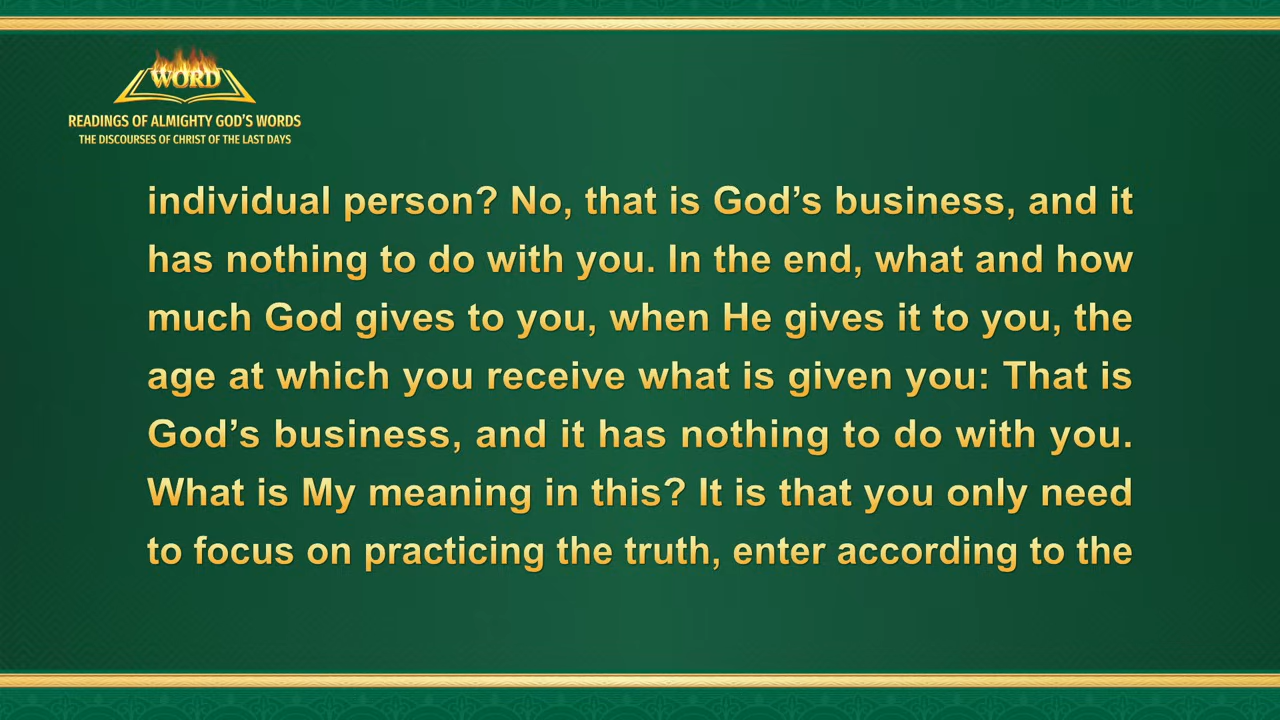 WORD
READINGS OF ALMIGHTY GOD'S WORDS
THE DISCOURSES OF CHRIST OF THE LAST DAYS
individual person? No, that is God’s business, and it
has nothing to do with you. In the end, what and how
much God gives to you, when He gives it to you, the
age at which you receive what is given you: That is
God’s business, and it has nothing to do with you.
What is My meaning in this? It is that you only need
to focus on practicing the truth, enter according to the